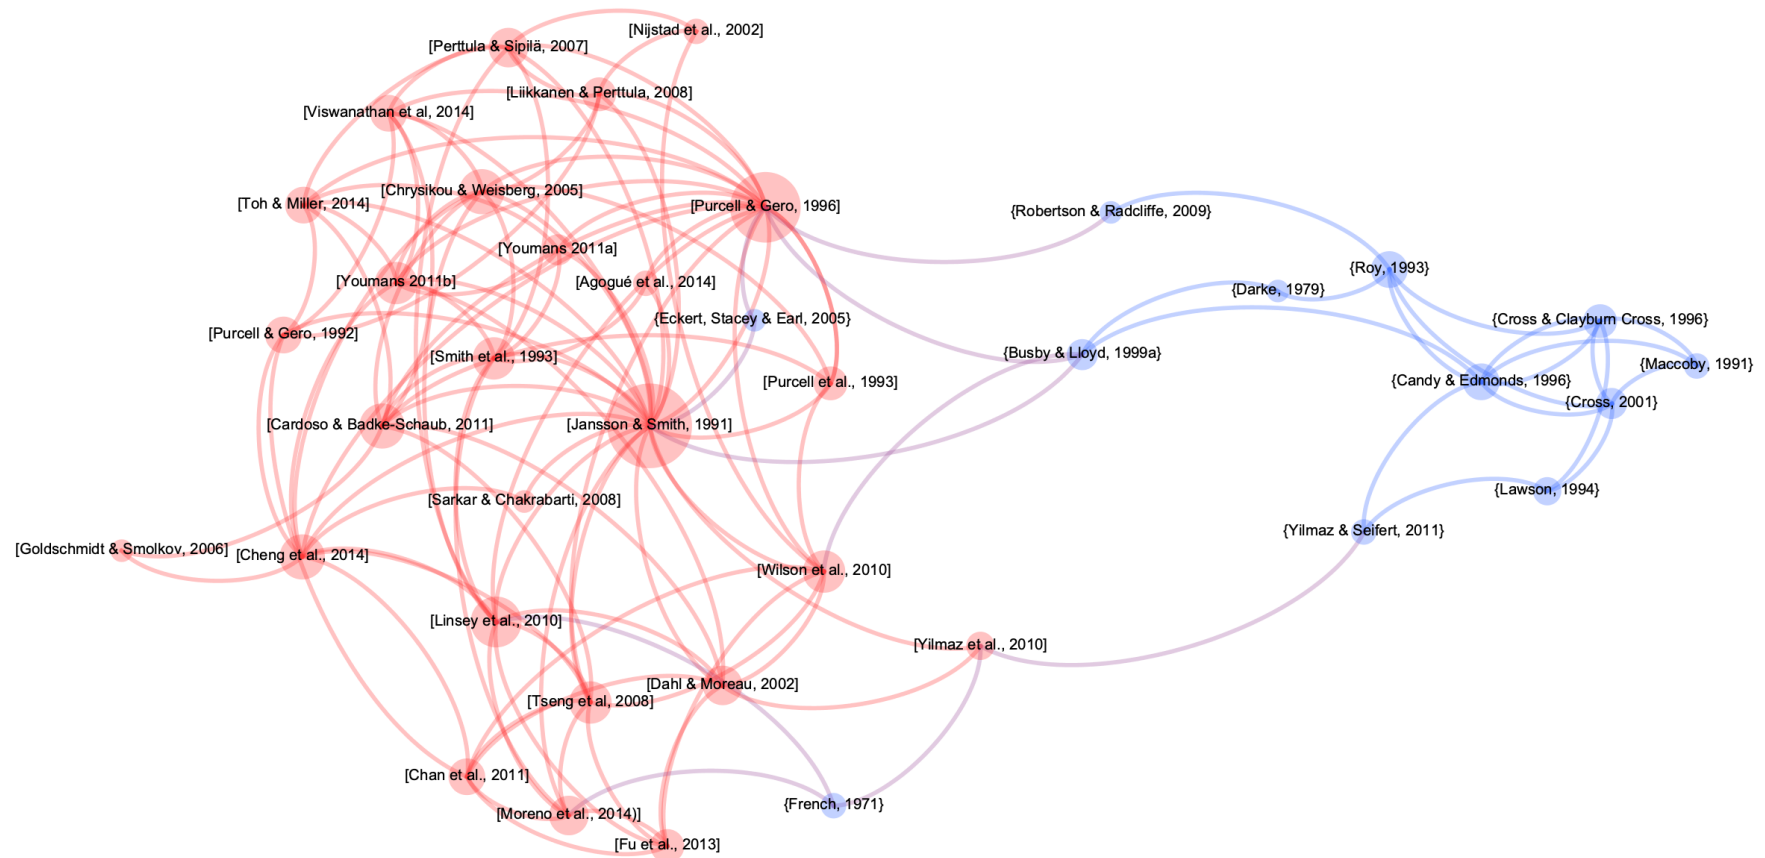 [Nijstad et al., 2002]
[Perttula & Sipilä, 2007]
[Liikkanen & Perttula, 2008]
[Viswanathan et al, 2014]
[Chrysikou & Weisberg, 2005]
[Toh & Miller, 2014]
[Purcell & Gero, 1996]
{Robertson & Radcliffe, 2009}
[Youmans 2011a]
{Roy, 1993}
[Youmans 2011b]
[Agogué et al., 2014]
{Darke, 1979}
{Eckert, Stacey & Earl, 2005}
{Cross & Clayburn Cross, 1996}
[Purcell & Gero, 1992]
[Smith et al., 1993]
{Busby & Lloyd, 1999a}
{Maccoby, 1991}
[Purcell et al., 1993]
{Candy & Edmonds, 1996}
{Cross, 2001}
[Cardoso & Badke-Schaub, 2011]
[Jansson & Smith, 1991]
{Lawson, 1994}
[Sarkar & Chakrabarti, 2008]
{Yilmaz & Seifert, 2011}
[Goldschmidt & Smolkov, 2006]
[Cheng et al., 2014]
[Wilson et al., 2010]
[Linsey et al., 2010]
[Yilmaz et al., 2010]
[Dahl & Moreau, 2002]
[Tseng et al, 2008]
[Chan et al., 2011]
{French, 1971}
[Moreno et al., 2014)]
[Fu et al., 2013]